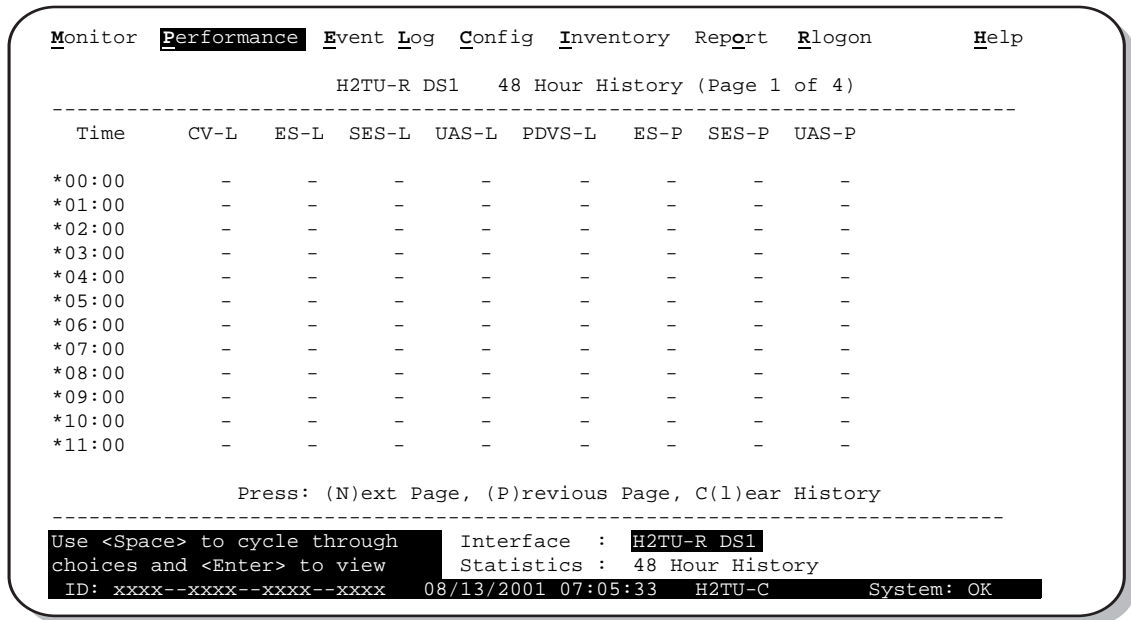 Monitor Performance Event Log Config Inventory Report Rlogon Help
H2TU-R DS1 48 Hour History (Page 1 of 4)
--------------------------------------------------------------------------------
Time CV-L ES-L SES-L UAS-L PDVS-L ES-P SES-P UAS-P
*00:00 - - - - - - - -
*01:00 - - - - - - - -
*02:00 - - - - - - - -
*03:00 - - - - - - - -
*04:00 - - - - - - - -
*05:00 - - - - - - - -
*06:00 - - - - - - - -
*07:00 - - - - - - - -
*08:00 - - - - - - - -
*09:00 - - - - - - - -
*10:00 - - - - - - - -
*11:00 - - - - - - - -
Press: (N)ext Page, (P)revious Page, C(l)ear History
-------------------------------------------------------------------------------
Use <Space> to cycle through Interface : H2TU-R DS1
choices and <Enter> to view Statistics : 48 Hour History
ID: xxxx--xxxx--xxxx--xxxx 08/13/2001 07:05:33 H2TU-C System: OK